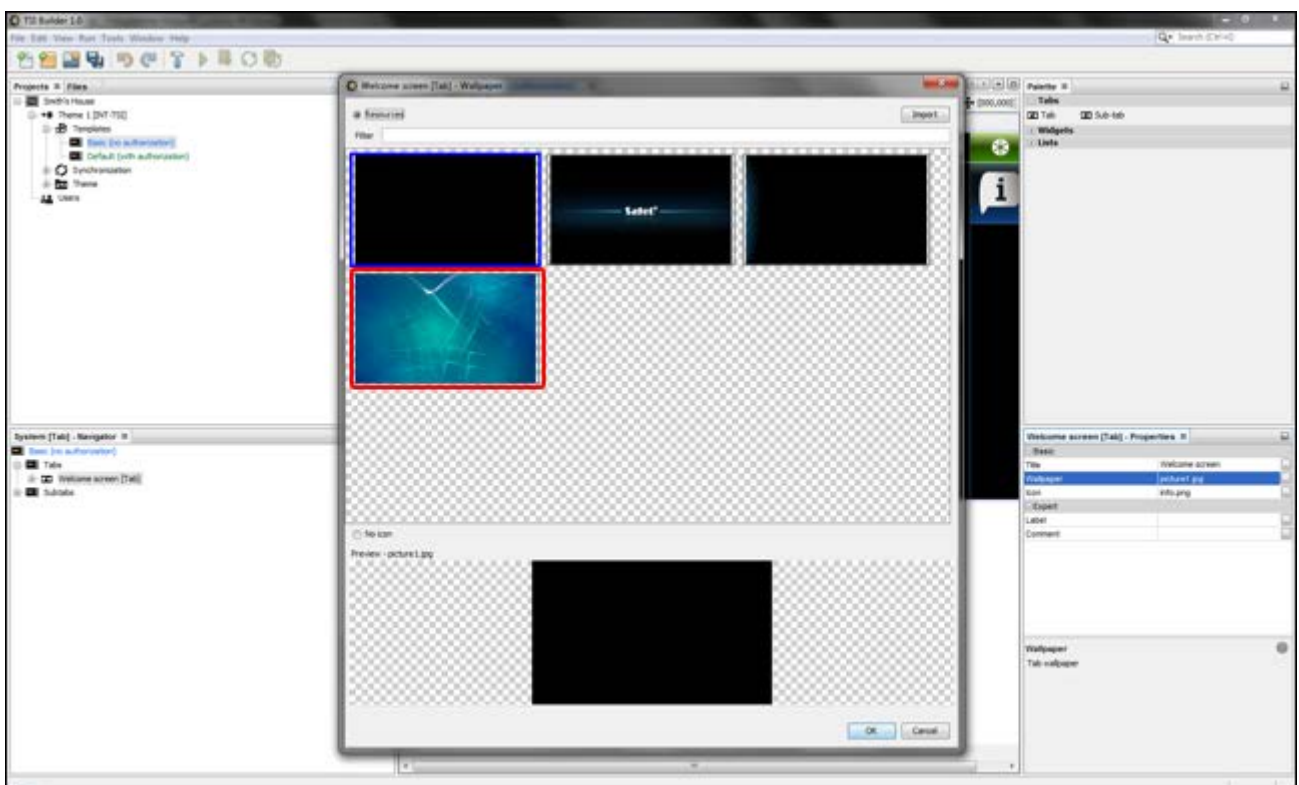 TSI Builder 1.0
File Edit View Run Tools Window Help
Search (Ctrl+I)
Projects Files
Smith's House
Theme 1 [INT-TSI]
Templates
Basic (no authorization)
Default (with authorization)
Synchronization
Theme
Users
Welcome screen [Tab] - Wallpaper
Resources
Import
Filter
Satel
No icon
Preview - picture1.jpg
OK Cancel
i
Palette
Tabs
Tab Sub-tab
Widgets
Lists
System [Tab] - Navigator
Basic (no authorization)
Tabs
Welcome screen [Tab]
Subtabs
Welcome screen [Tab] - Properties
Basic
Title Welcome screen
Wallpaper picture1.jpg
Icon info.png
Expert
Label
Comment
Wallpaper
Tab wallpaper